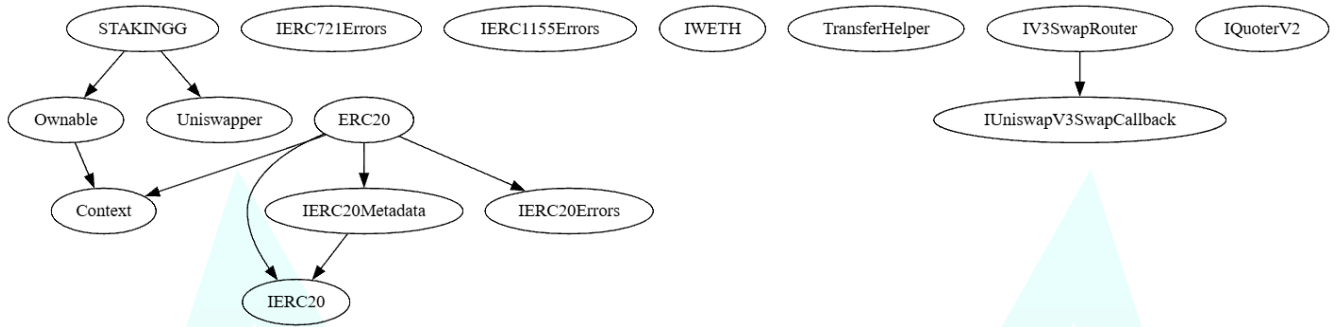 STAKINGG
IERC721Errors
IERC1155Errors
IWETH
TransferHelper
IV3SwapRouter
IQuoterV2
Ownable
Uniswapper
ERC20
IUniswapV3SwapCallback
Context
IERC20Metadata
IERC20Errors
IERC20